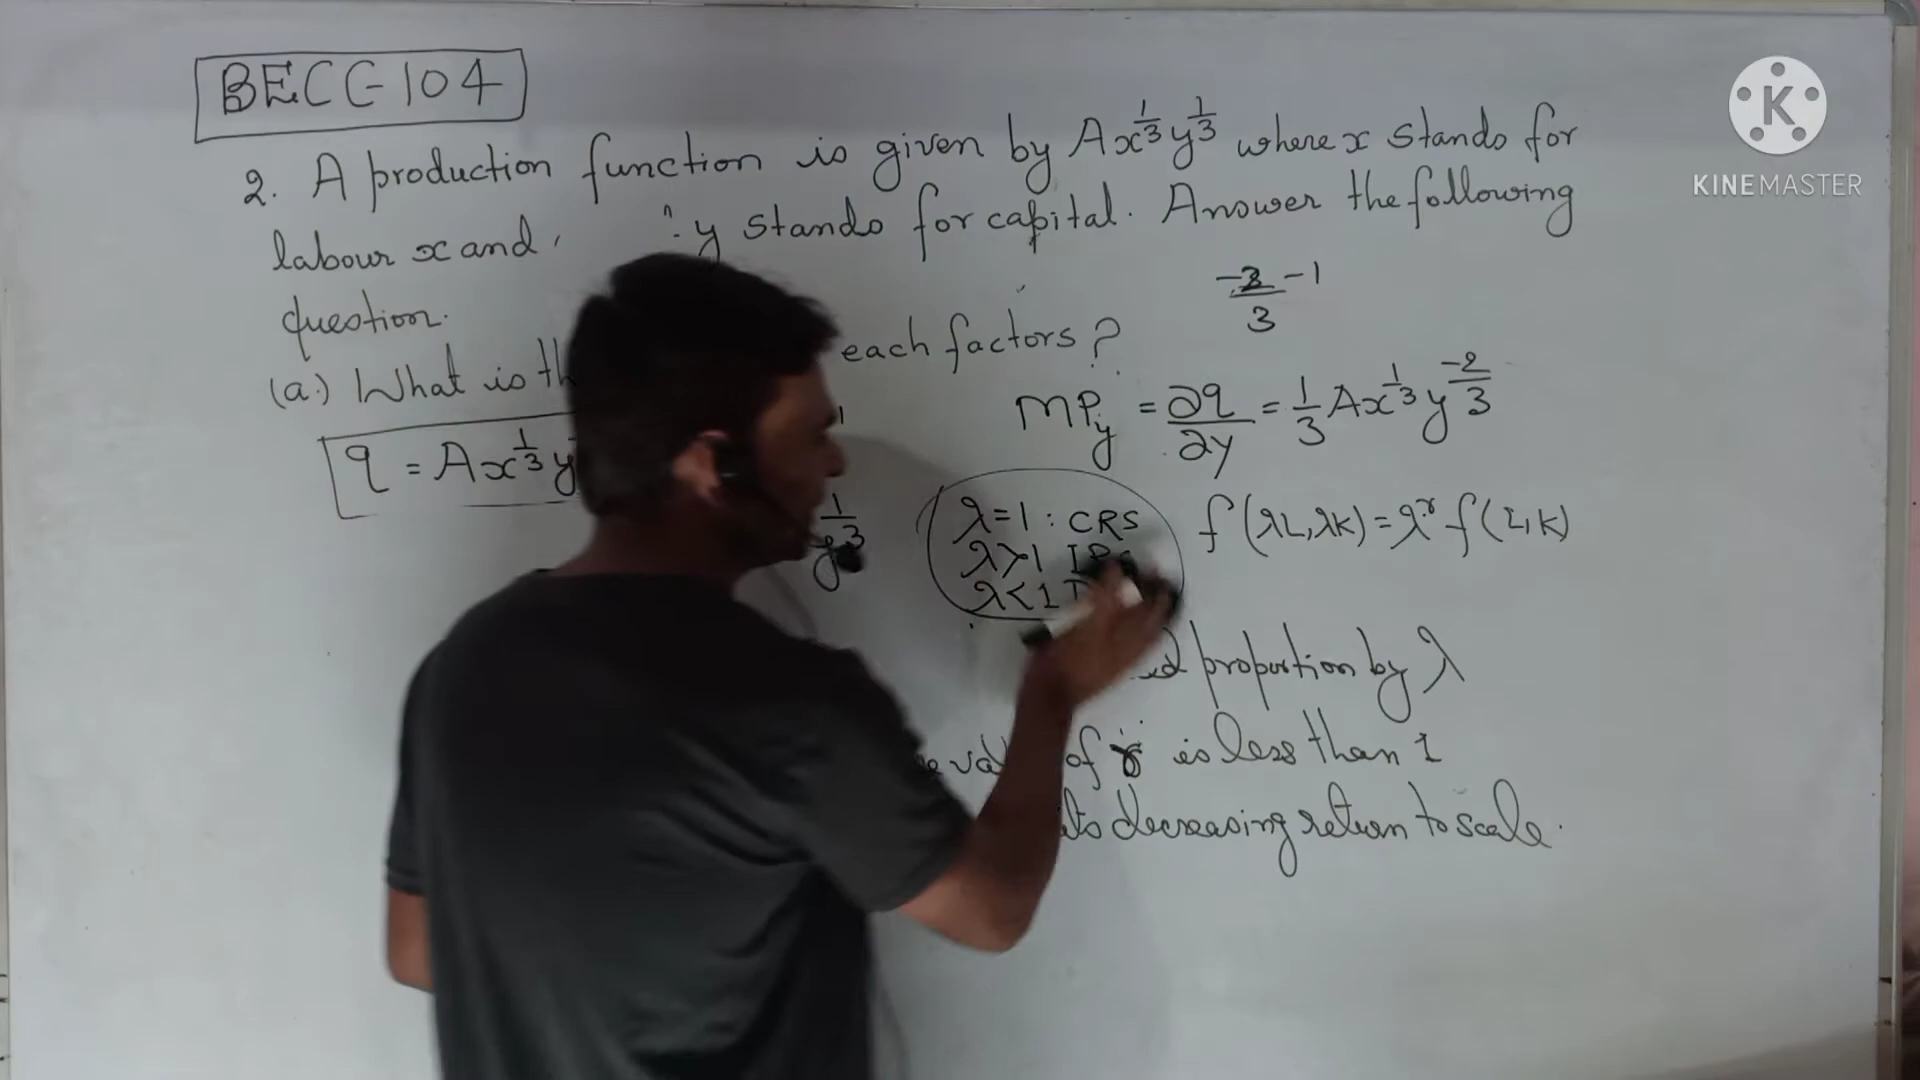 BECC-104
K
KINEMASTER
2. A production function is given by Ax^1/3 y^1/3 where x stands for
labour x and y stands for capital. Answer the following
question.
(a.) What is th each factors?
-2/3 -1
MPy = ∂q/∂y = 1/3 Ax^1/3 y^-2/3
q = Ax^1/3 y
y^1/3
λ=1 : CRS
λ>1 I
λ<1
f(λL,λK)=λ^r f(L,K)
proportion by λ
of r is less than 1
decreasing return to scale.